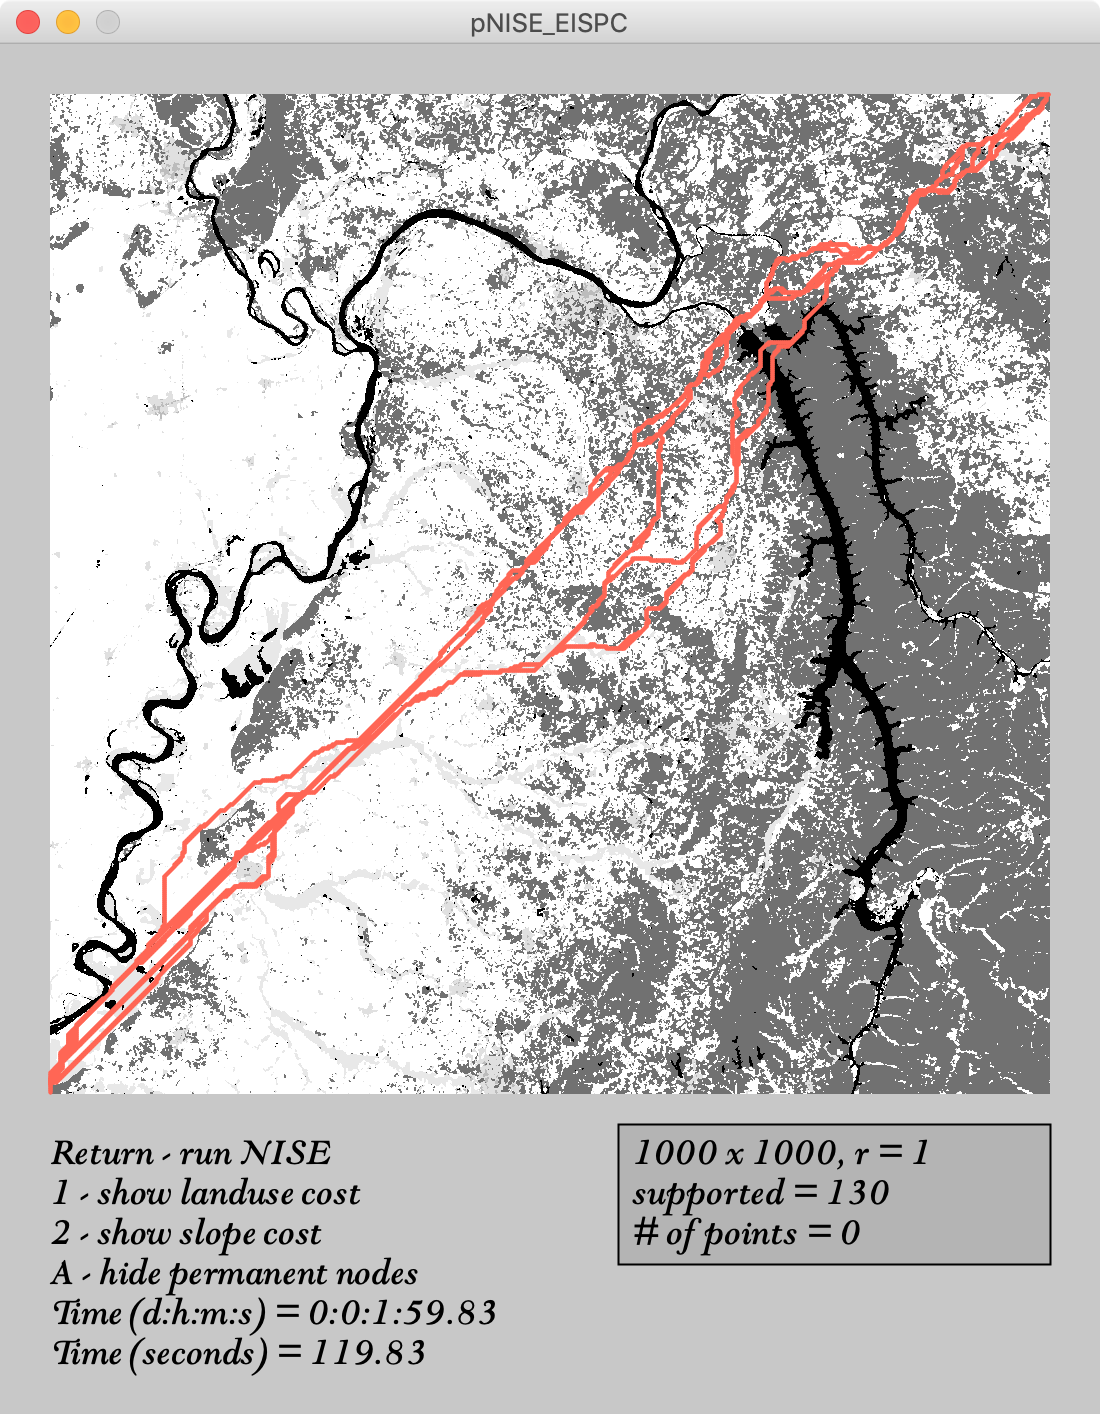 pNISE_EISPC
Return - run NISE
1 - show landuse cost
2 - show slope cost
A - hide permanent nodes
Time (d:h:m:s) = 0:0:1:59.83
Time (seconds) = 119.83
1000 x 1000, r = 1
supported = 130
# of points = 0